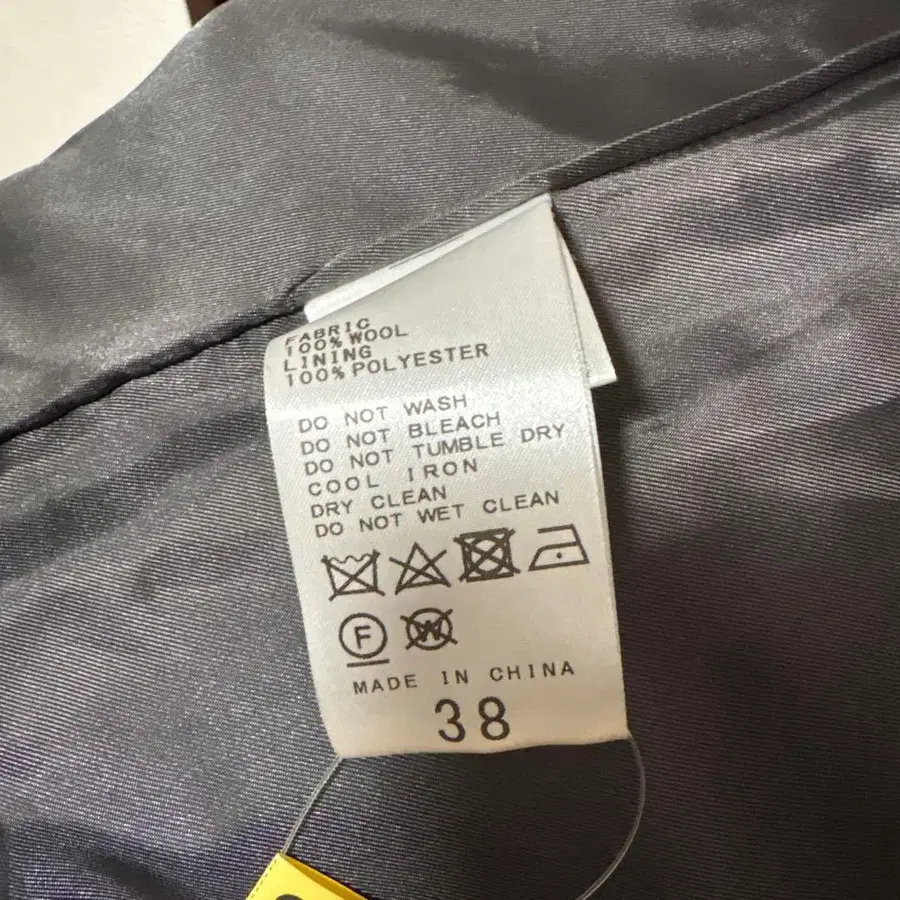 FABRIC
100% WOOL
LINING
100% POLYESTER
DO NOT WASH
DO NOT BLEACH
DO NOT TUMBLE DRY
COOL IRON
DRY CLEAN
DO NOT WET CLEAN
F W
MADE IN CHINA
38